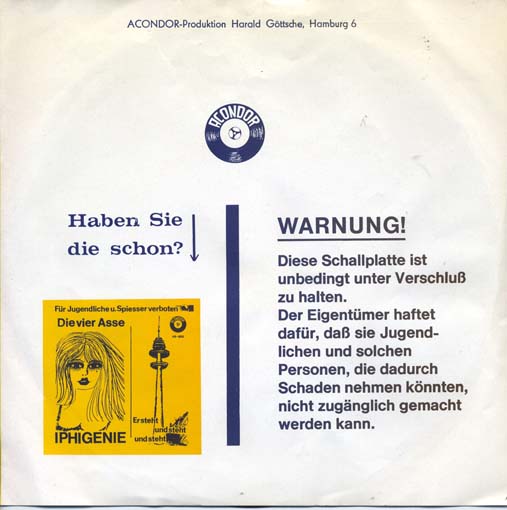 ACONDOR-Produktion Harald Göttsche, Hamburg 6
ACONDOR
Haben Sie
die schon?
Für Jugendliche u. Spiesser verboten
Die vier Asse
Er steht
und steht
und steht
IPHIGENIE
WARNUNG!
Diese Schallplatte ist
unbedingt unter Verschluß
zu halten.
Der Eigentümer haftet
dafür, daß sie Jugend-
lichen und solchen
Personen, die dadurch
Schaden nehmen könnten,
nicht zugänglich gemacht
werden kann.